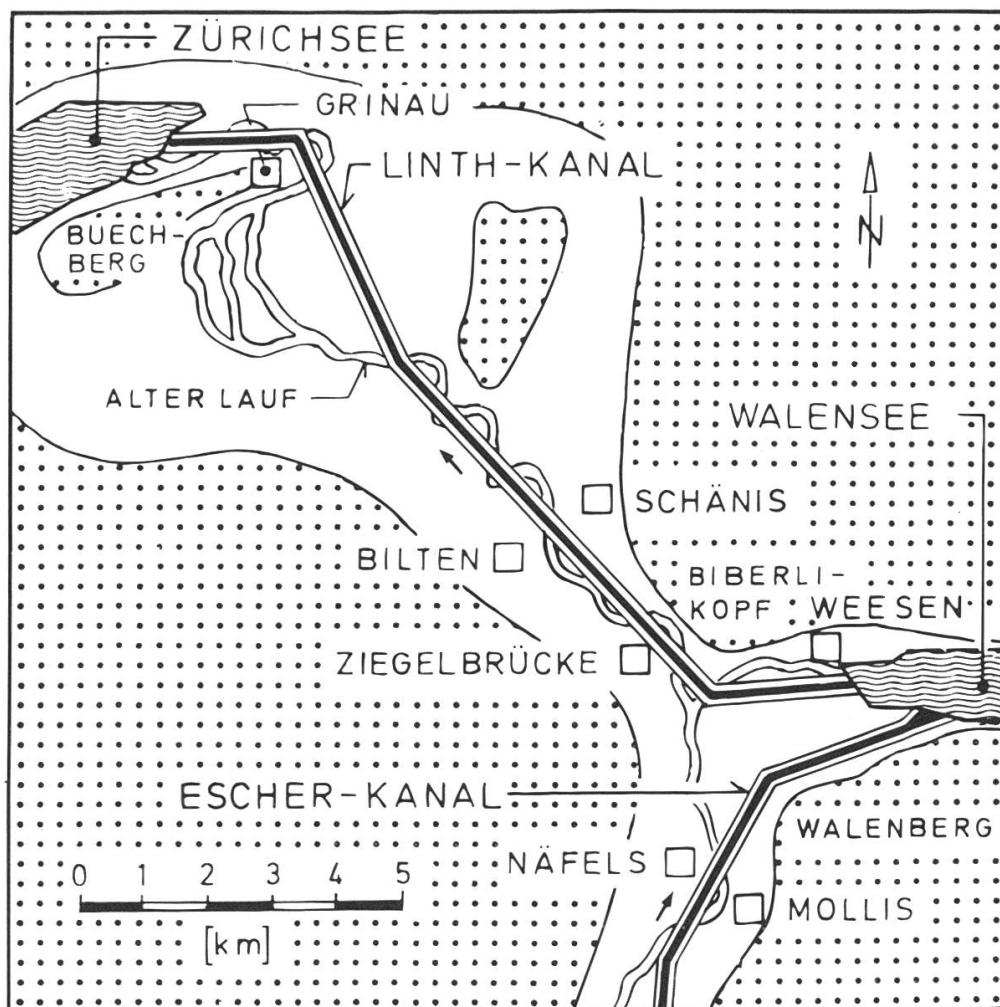 ZÜRICHSEE
GRINAU
LINTH-KANAL
N
BUECH-
BERG
ALTER LAUF
WALENSEE
SCHÄNIS
BILTEN
BIBERLI-
KOPF
WEESEN
ZIEGELBRÜCKE
ESCHER-KANAL
WALENBERG
NÄFELS
MOLLIS
0 1 2 3 4 5
[km]